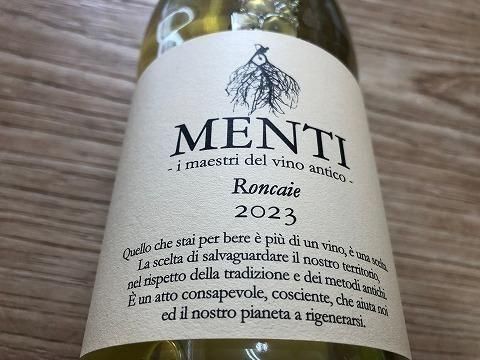 MENTI
- i maestri del vino antico -
Roncaie
2023
Quello che stai per bere è più di un vino, è una scelta.
La scelta di salvaguardare il nostro territorio,
nel rispetto della tradizione e dei metodi antichi.
È un atto consapevole, cosciente, che aiuta noi
ed il nostro pianeta a rigenerarsi.